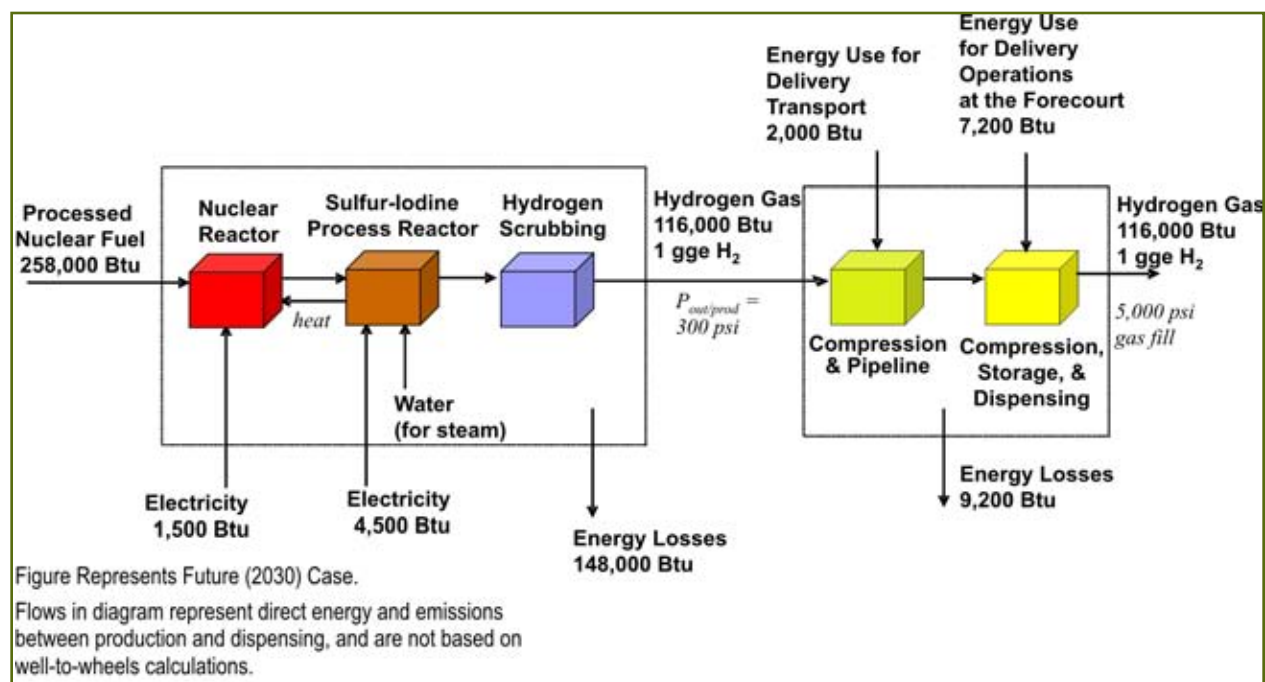 Energy Use for
Delivery
Transport
2,000 Btu
Energy Use
for Delivery
Operations
at the Forecourt
7,200 Btu
Processed
Nuclear Fuel
258,000 Btu
Nuclear
Reactor
Sulfur-Iodine
Process Reactor
Hydrogen
Scrubbing
heat
Water
(for steam)
Electricity
1,500 Btu
Electricity
4,500 Btu
Energy Losses
148,000 Btu
Hydrogen Gas
116,000 Btu
1 gge H2
Pout/prod =
300 psi
Compression
& Pipeline
Compression,
Storage, &
Dispensing
Hydrogen Gas
116,000 Btu
1 gge H2
5,000 psi
gas fill
Energy Losses
9,200 Btu
Figure Represents Future (2030) Case.
Flows in diagram represent direct energy and emissions
between production and dispensing, and are not based on
well-to-wheels calculations.